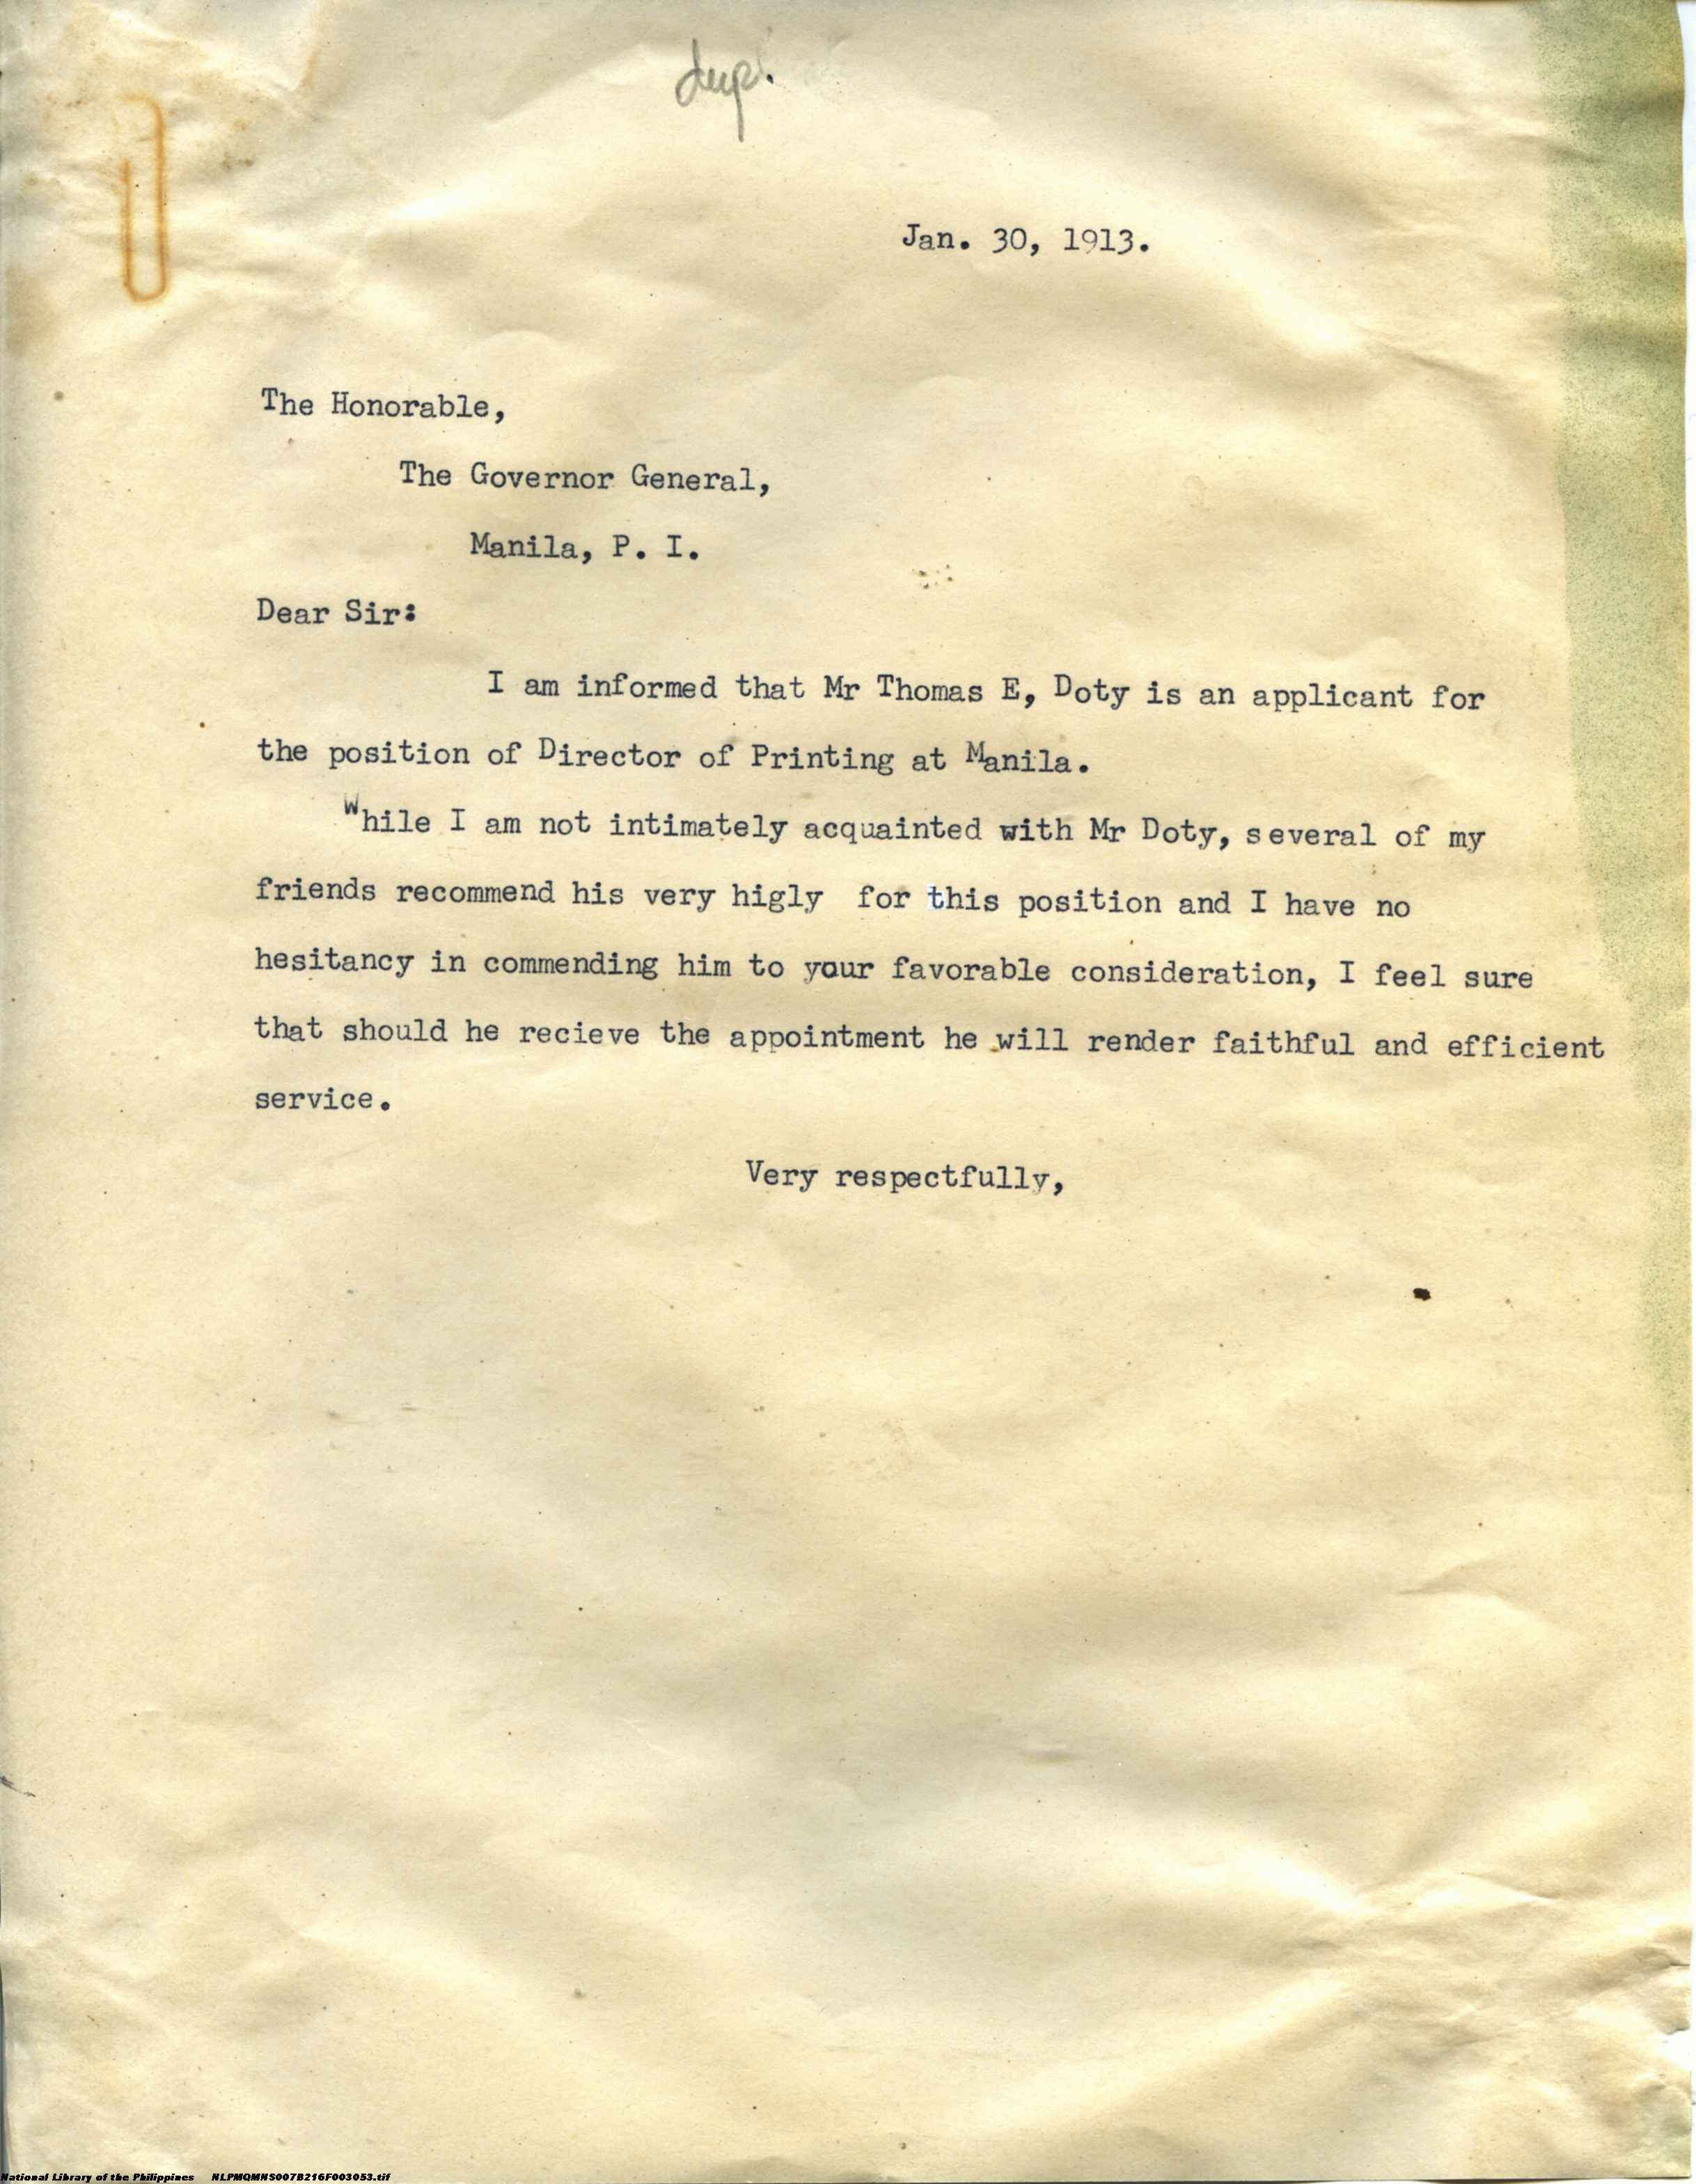 dup.
Jan. 30, 1913.
The Honorable,
The Governor General,
Manila, P. I.
Dear Sir:
I am informed that Mr Thomas E, Doty is an applicant for
the position of Director of Printing at Manila.
While I am not intimately acquainted with Mr Doty, several of my
friends recommend his very higly for this position and I have no
hesitancy in commending him to your favorable consideration, I feel sure
that should he recieve the appointment he will render faithful and efficient
service.
Very respectfully,
National Library of the Philippines NLPMQMNS007B216F003053.tif